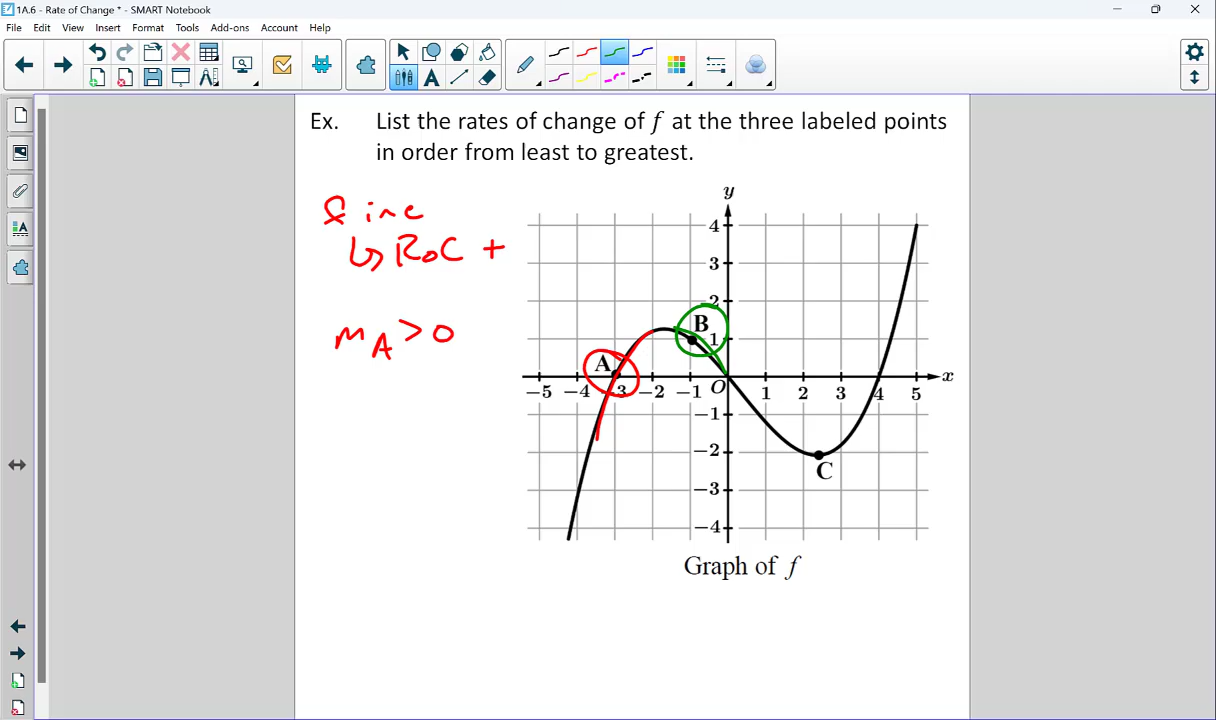 1A.6 - Rate of Change * - SMART Notebook
File Edit View Insert Format Tools Add-ons Account Help
Ex. List the rates of change of f at the three labeled points
in order from least to greatest.
f inc
↳ RoC +
m_A > 0
y
4
3
2
B
1
A
-5 -4 -3 -2 -1 O 1 2 3 4 5 x
-1
-2
C
-3
-4
Graph of f